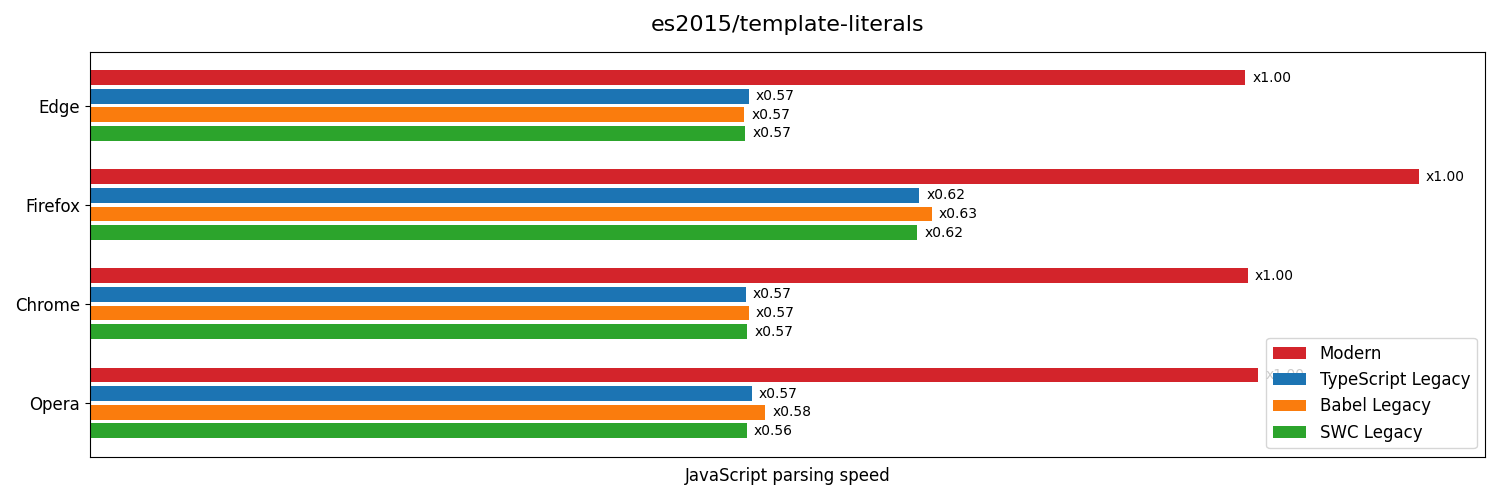 es2015/template-literals
Edge
x1.00
x0.57
x0.57
x0.57
Firefox
x1.00
x0.62
x0.63
x0.62
Chrome
x1.00
x0.57
x0.57
x0.57
Opera
x1.00
x0.57
x0.58
x0.56
Modern
TypeScript Legacy
Babel Legacy
SWC Legacy
JavaScript parsing speed